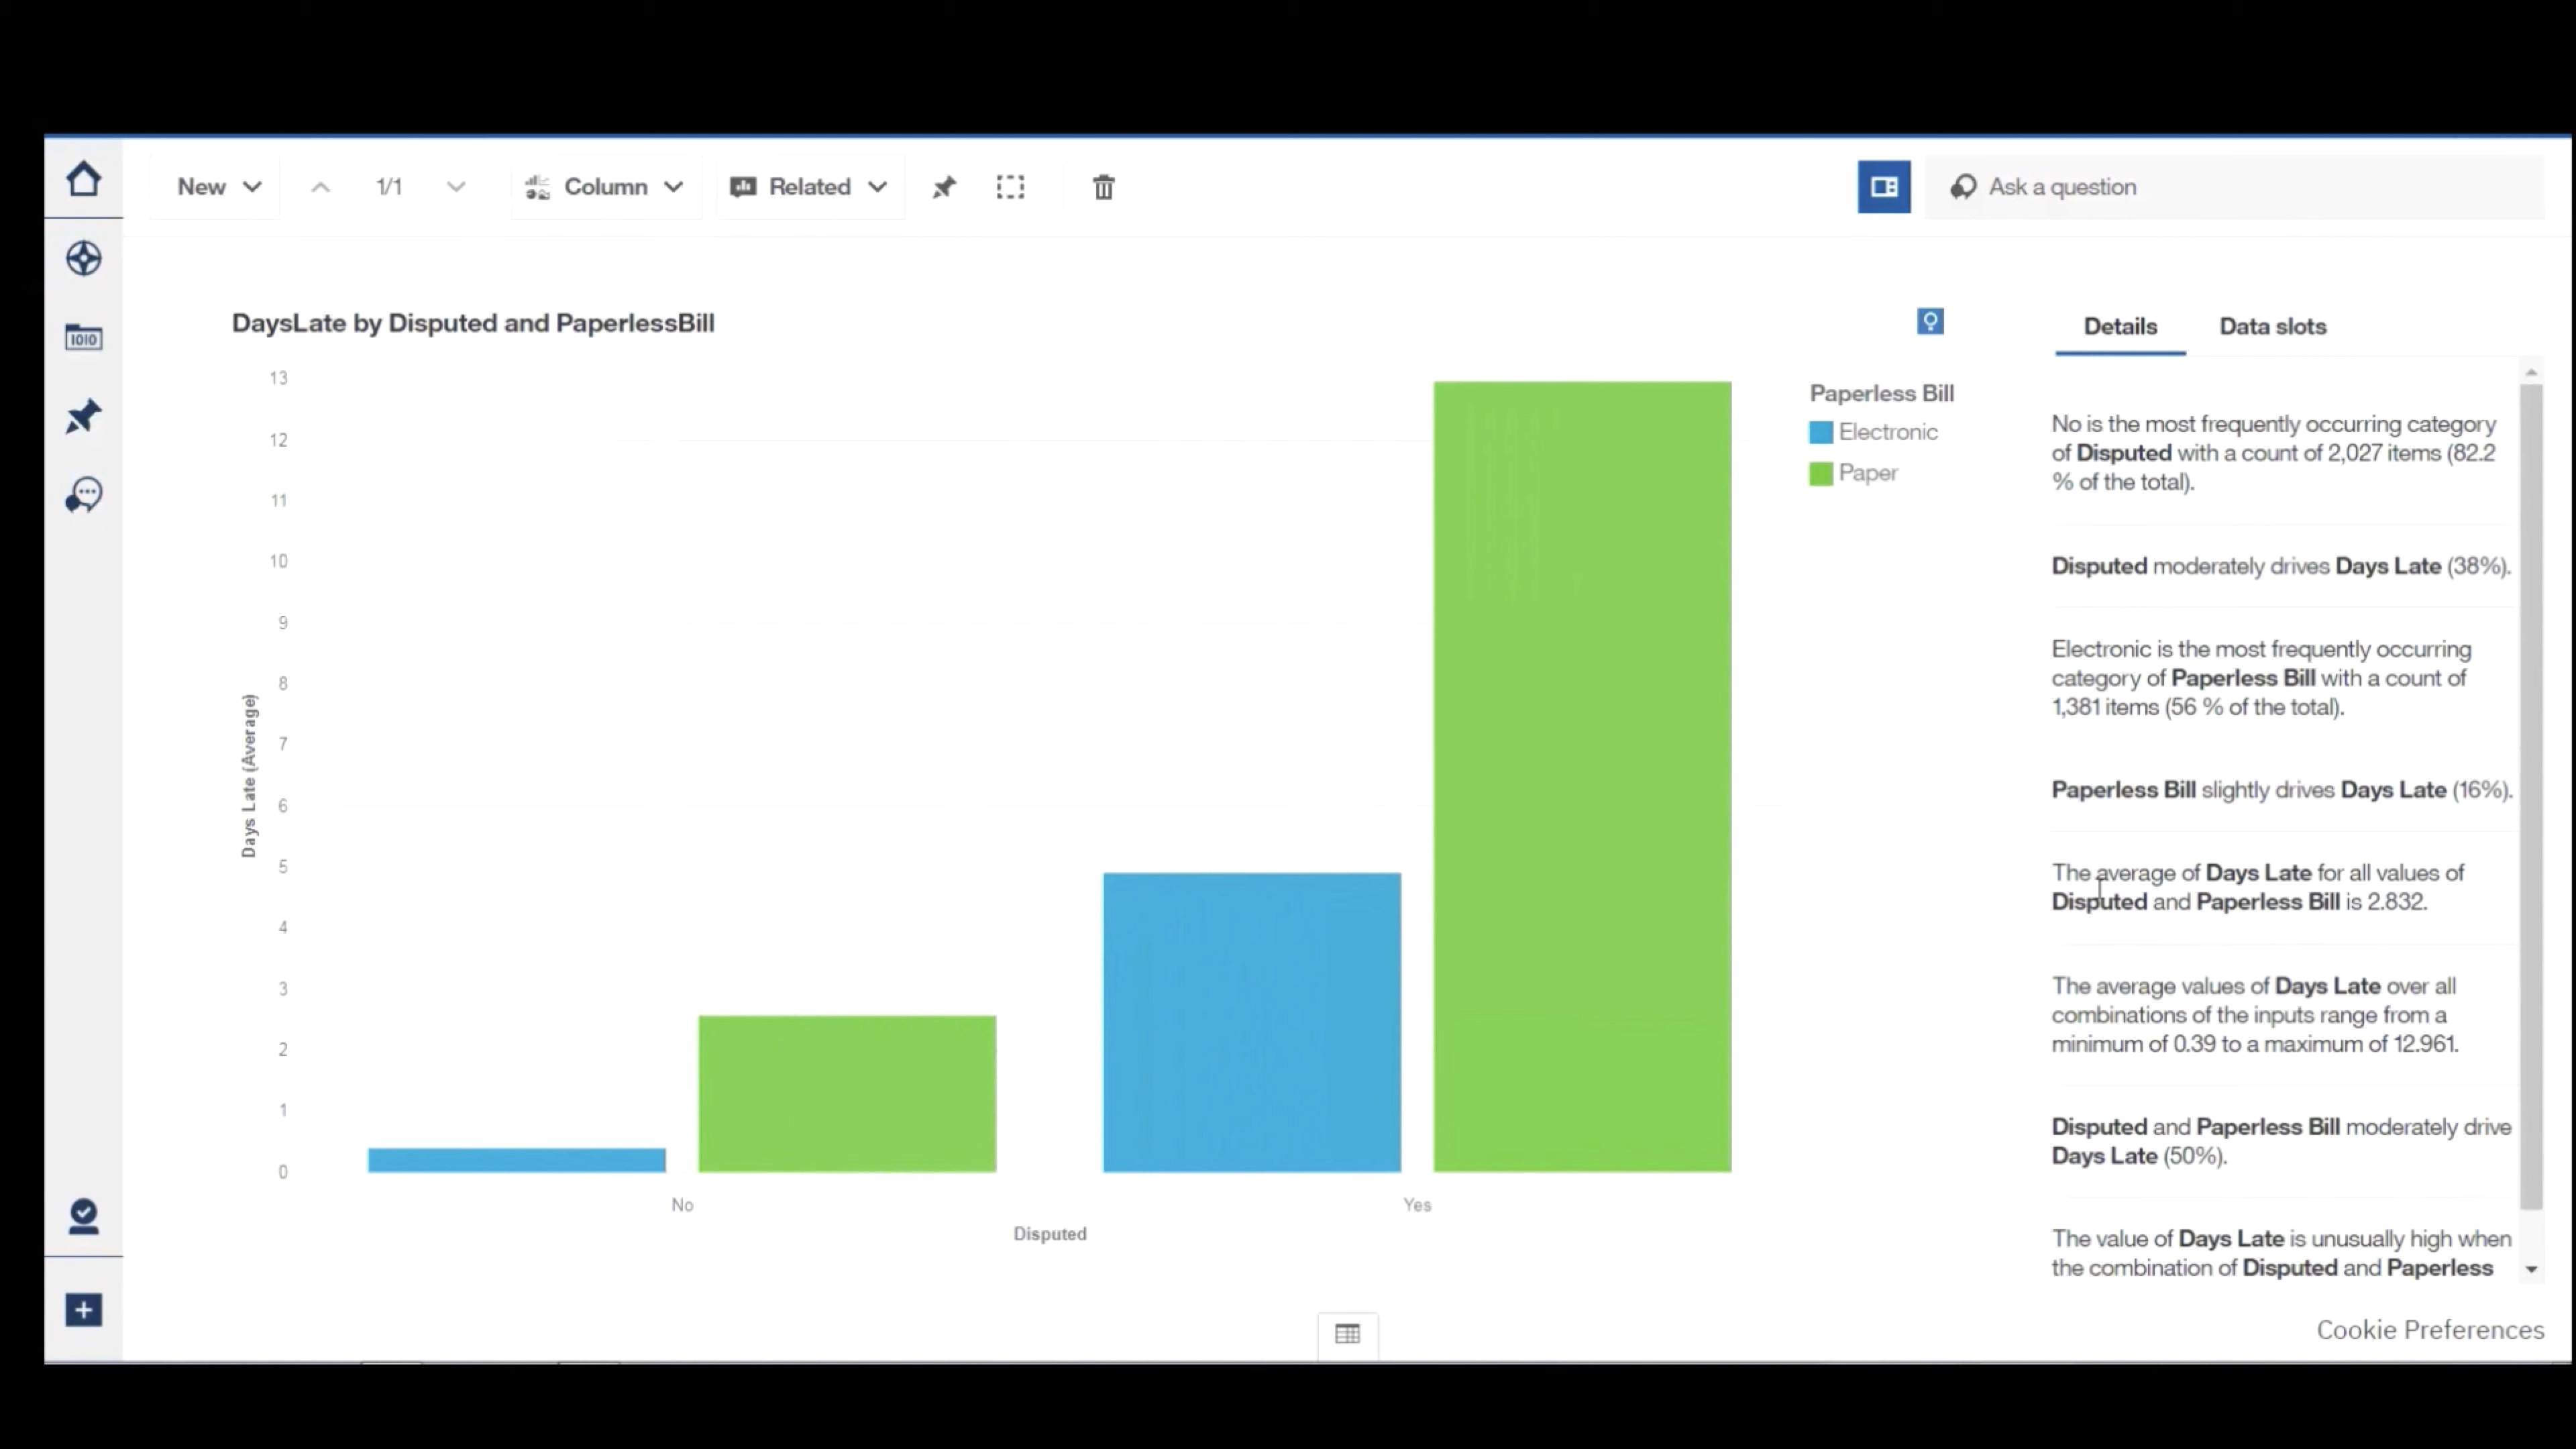 New
1/1
Column
Related
Ask a question
DaysLate by Disputed and PaperlessBill
Details
Data slots
13
12
11
10
9
8
7
6
5
4
3
2
1
0
Days Late (Average)
No
Yes
Disputed
Paperless Bill
Electronic
Paper
No is the most frequently occurring category
of Disputed with a count of 2,027 items (82.2
% of the total).
Disputed moderately drives Days Late (38%).
Electronic is the most frequently occurring
category of Paperless Bill with a count of
1,381 items (56 % of the total).
Paperless Bill slightly drives Days Late (16%).
The average of Days Late for all values of
Disputed and Paperless Bill is 2.832.
The average values of Days Late over all
combinations of the inputs range from a
minimum of 0.39 to a maximum of 12.961.
Disputed and Paperless Bill moderately drive
Days Late (50%).
The value of Days Late is unusually high when
the combination of Disputed and Paperless
Cookie Preferences
1010